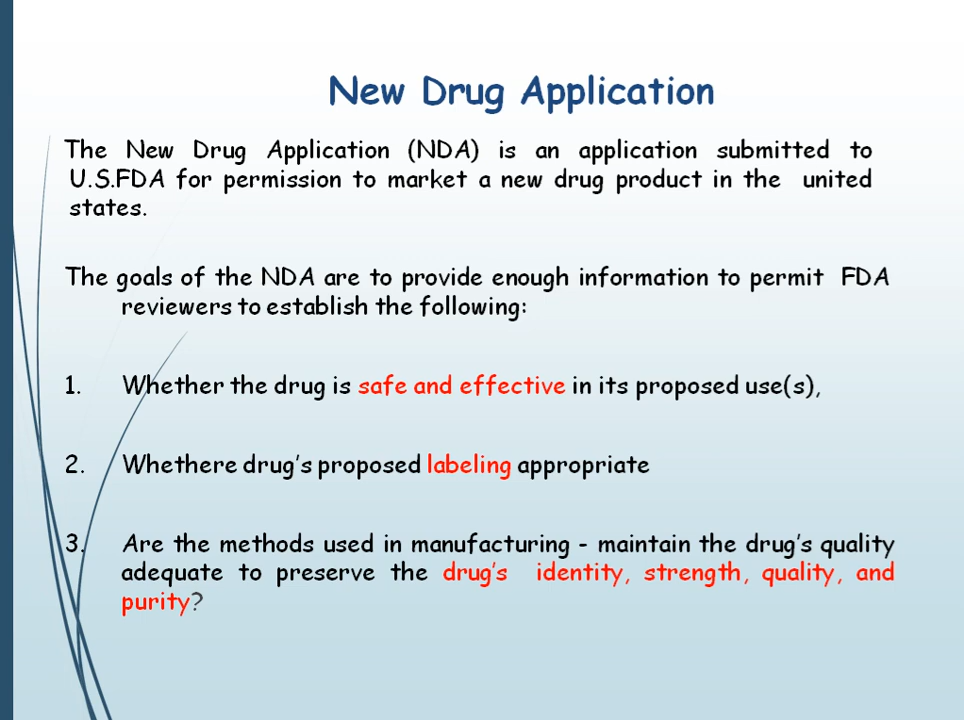 New Drug Application
The New Drug Application (NDA) is an application submitted to
U.S.FDA for permission to market a new drug product in the united
states.
The goals of the NDA are to provide enough information to permit FDA
reviewers to establish the following:
1. Whether the drug is safe and effective in its proposed use(s),
2. Whethere drug's proposed labeling appropriate
3. Are the methods used in manufacturing - maintain the drug's quality
adequate to preserve the drug's identity, strength, quality, and
purity?